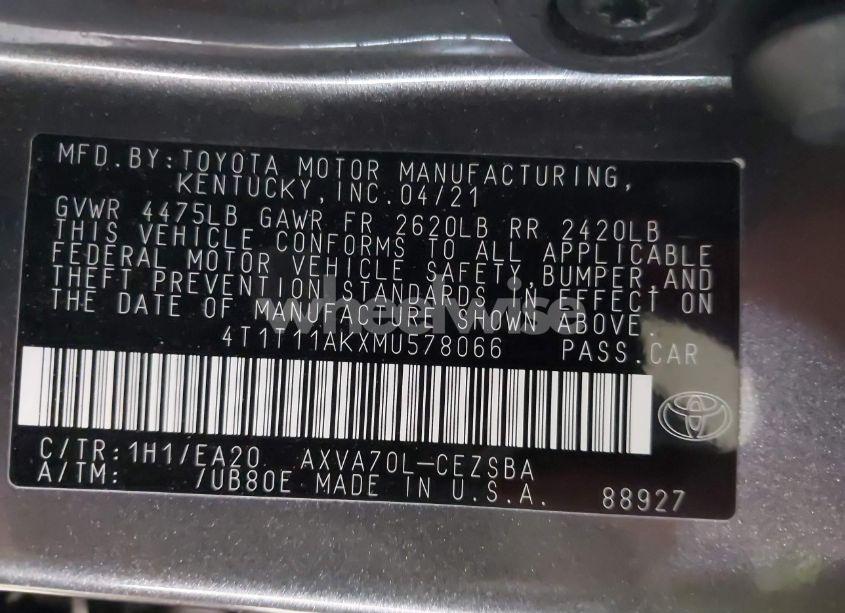 MFD.BY:TOYOTA MOTOR MANUFACTURING,
KENTUCKY,INC.04/21
GVWR 4475LB GAWR FR 2620LB RR 2420LB
THIS VEHICLE CONFORMS TO ALL APPLICABLE
FEDERAL MOTOR VEHICLE SAFETY,BUMPER,AND
THEFT PREVENTION STANDARDS IN EFFECT ON
THE DATE OF MANUFACTURE SHOWN ABOVE.
wheelwise
4T1T11AKXMU578066 PASS.CAR
C/TR:1H1/EA20 AXVA70L-CEZSBA
A/TM: /UB80E MADE IN U.S.A.
88927